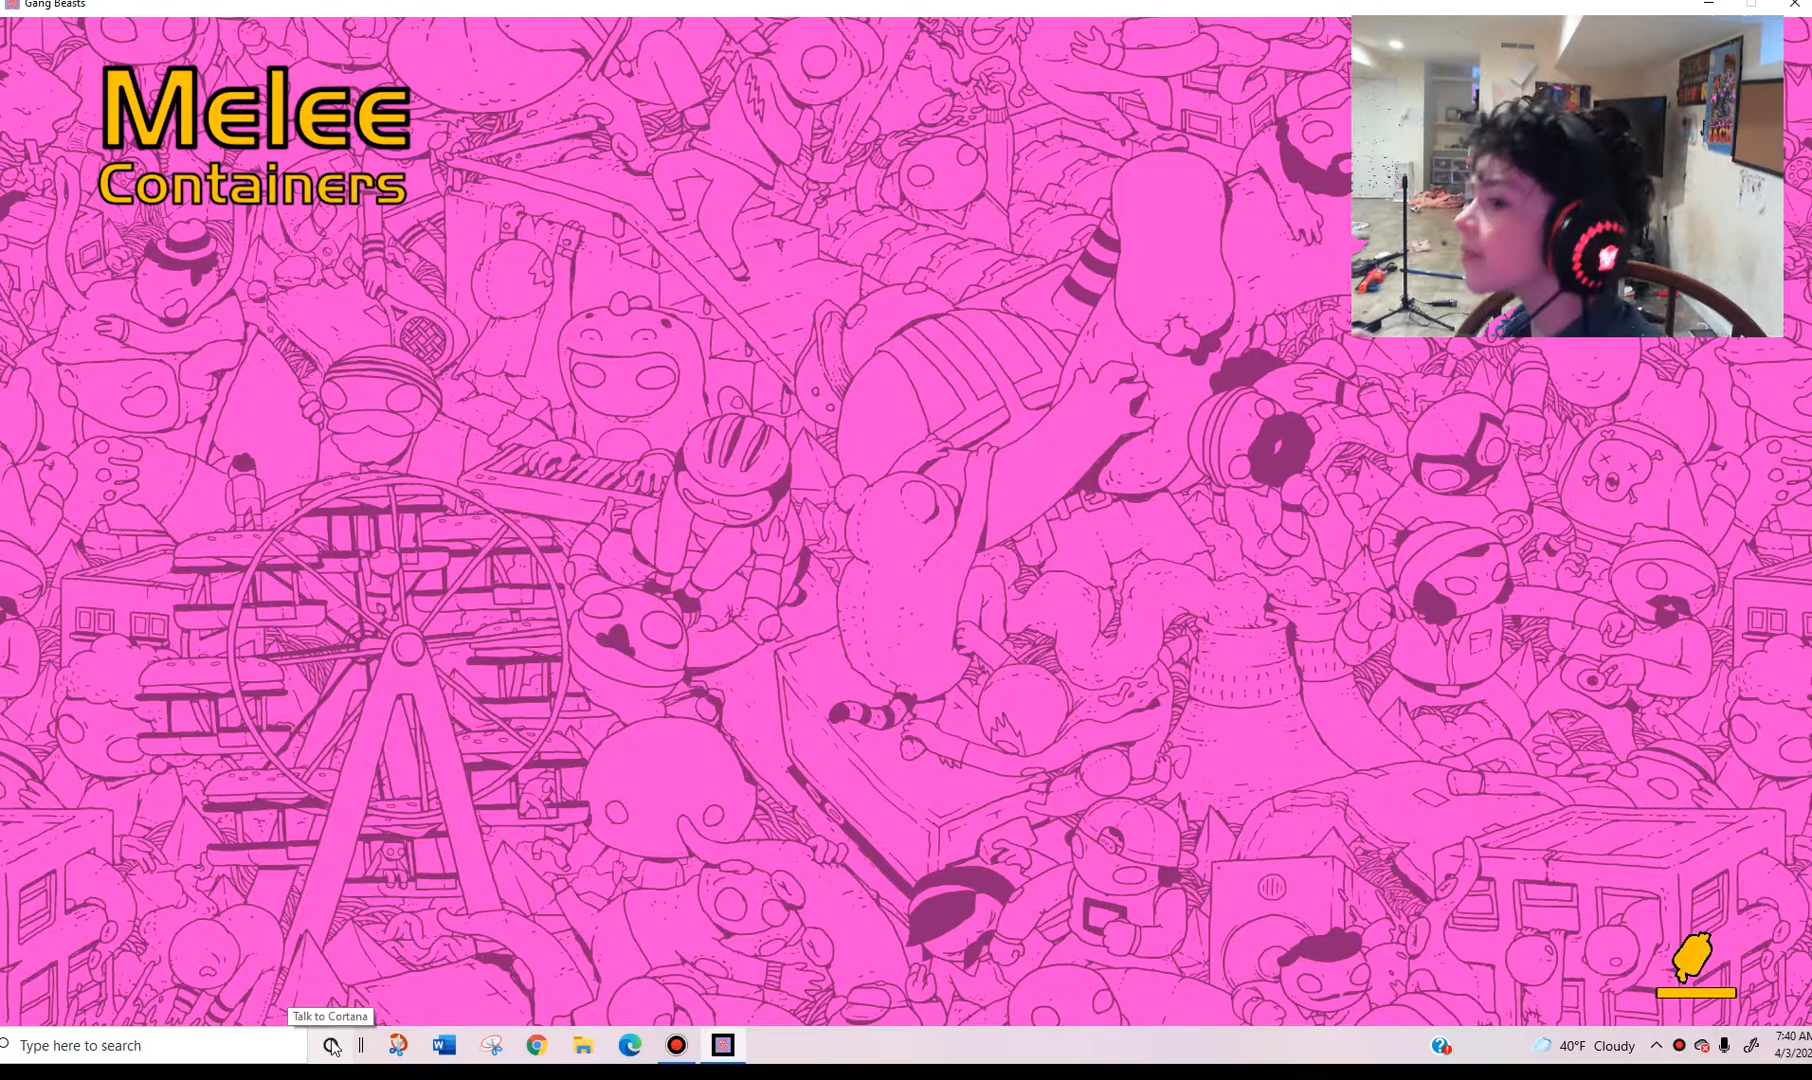 Gang Beasts
Melee
Containers
Talk to Cortana
Type here to search
40°F Cloudy
7:40 AM
4/3/202